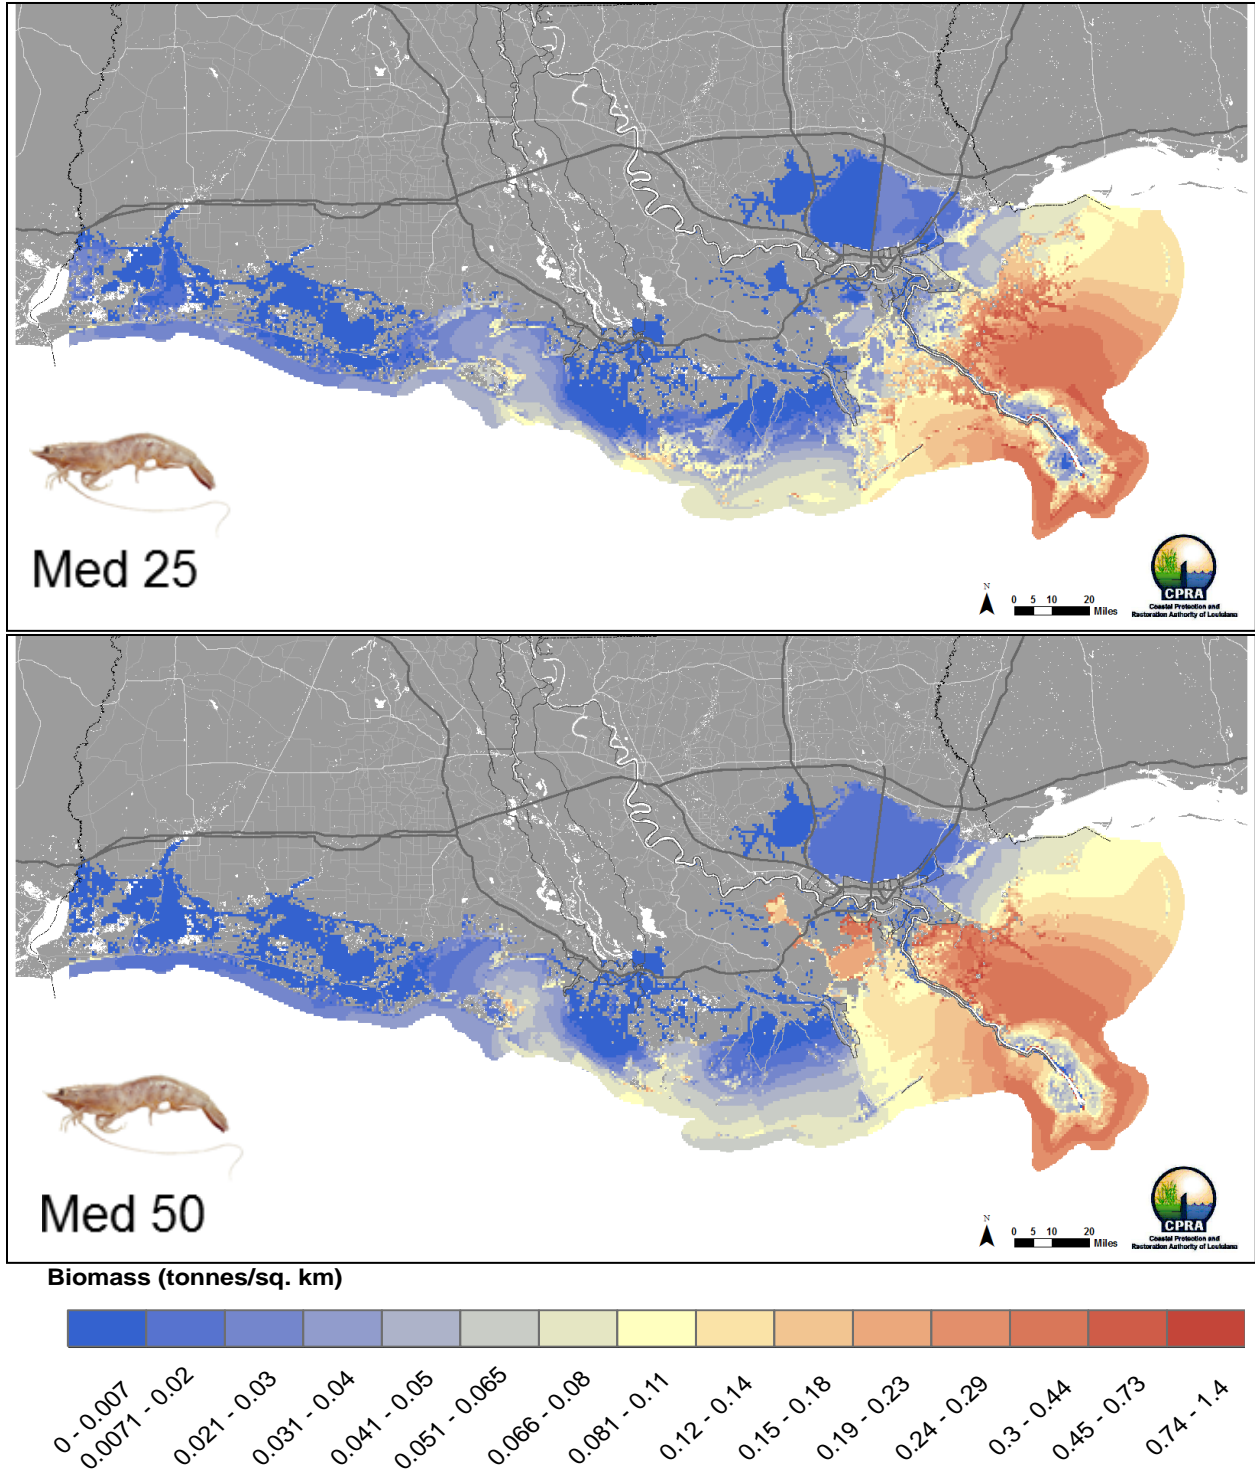 Med 25
N
0 5 10 20
Miles
CPRA
Coastal Protection and
Restoration Authority of Louisiana
Med 50
N
0 5 10 20
Miles
CPRA
Coastal Protection and
Restoration Authority of Louisiana
Biomass (tonnes/sq. km)
0 - 0.007
0.0071 - 0.02
0.021 - 0.03
0.031 - 0.04
0.041 - 0.05
0.051 - 0.065
0.066 - 0.08
0.081 - 0.11
0.12 - 0.14
0.15 - 0.18
0.19 - 0.23
0.24 - 0.29
0.3 - 0.44
0.45 - 0.73
0.74 - 1.4